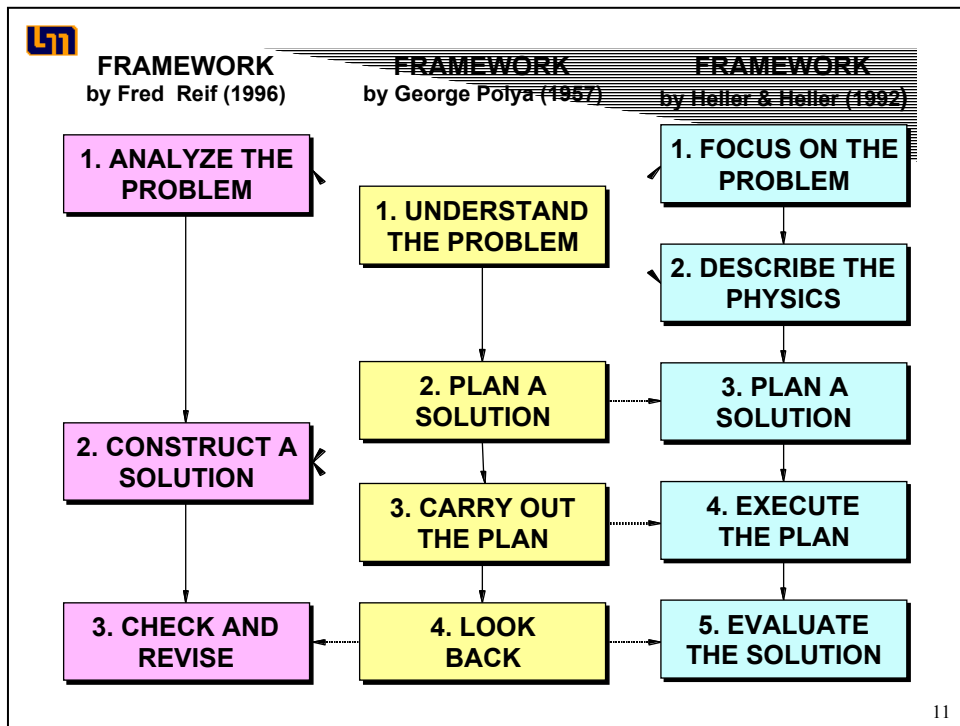 FRAMEWORK
by Fred Reif (1996)
1. ANALYZE THE
PROBLEM
2. CONSTRUCT A
SOLUTION
3. CHECK AND
REVISE
FRAMEWORK
by George Polya (1957)
1. UNDERSTAND
THE PROBLEM
2. PLAN A
SOLUTION
3. CARRY OUT
THE PLAN
4. LOOK
BACK
FRAMEWORK
by Heller & Heller (1992)
1. FOCUS ON THE
PROBLEM
2. DESCRIBE THE
PHYSICS
3. PLAN A
SOLUTION
4. EXECUTE
THE PLAN
5. EVALUATE
THE SOLUTION
11